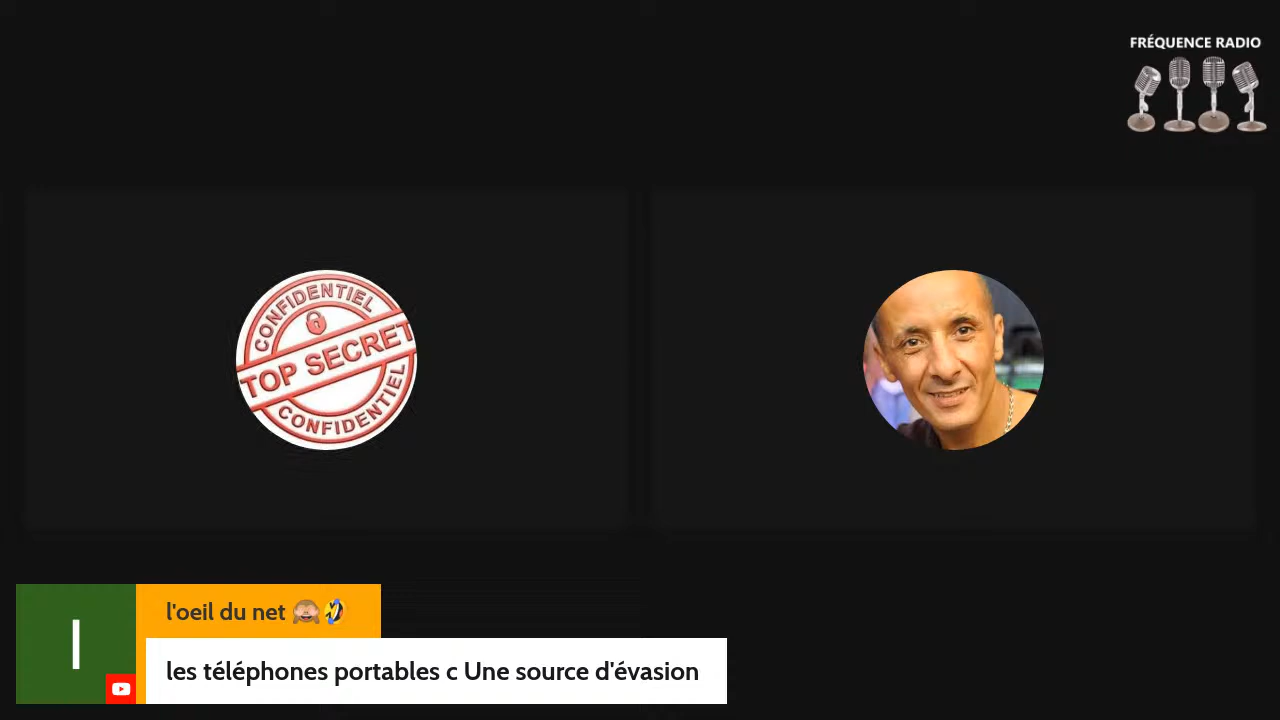 FRÉQUENCE RADIO
CONFIDENTIEL
TOP SECRET
CONFIDENTIEL
l'oeil du net 🙈🤣
l
les téléphones portables c Une source d'évasion